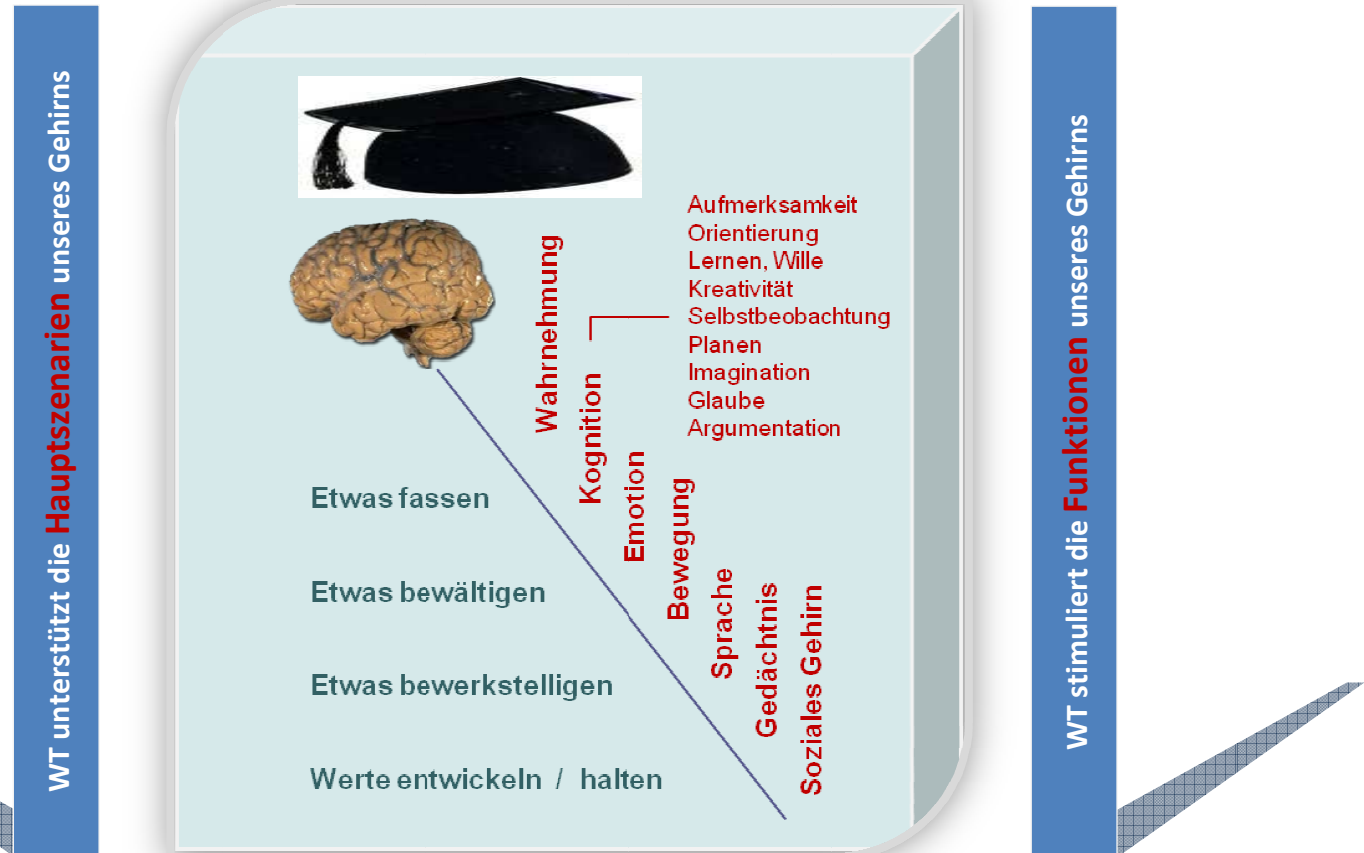 WT unterstützt die Hauptszenarien unseres Gehirns
Aufmerksamkeit
Orientierung
Lernen, Wille
Kreativität
Selbstbeobachtung
Planen
Imagination
Glaube
Argumentation
Wahrnehmung
Kognition
Emotion
Bewegung
Sprache
Gedächtnis
Soziales Gehirn
Etwas fassen
Etwas bewältigen
Etwas bewerkstelligen
Werte entwickeln / halten
WT stimuliert die Funktionen unseres Gehirns